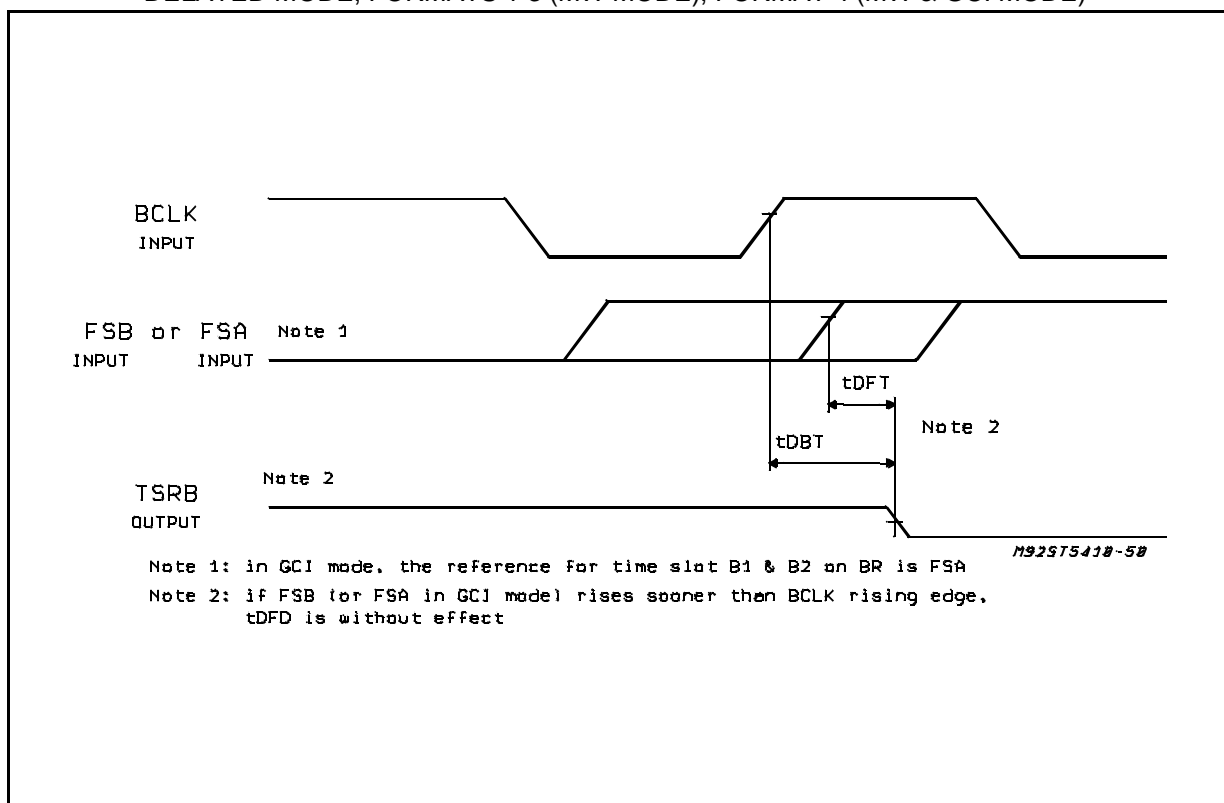 BCLK
INPUT
FSB or FSA Note 1
INPUT INPUT
tDFT
Note 2
tDBT
Note 2
TSRB
OUTPUT
M92ST5410-50
Note 1: in GCI mode, the reference for time slot B1 & B2 on BR is FSA
Note 2: if FSB (or FSA in GCI mode) rises sooner than BCLK rising edge,
tDFD is without effect